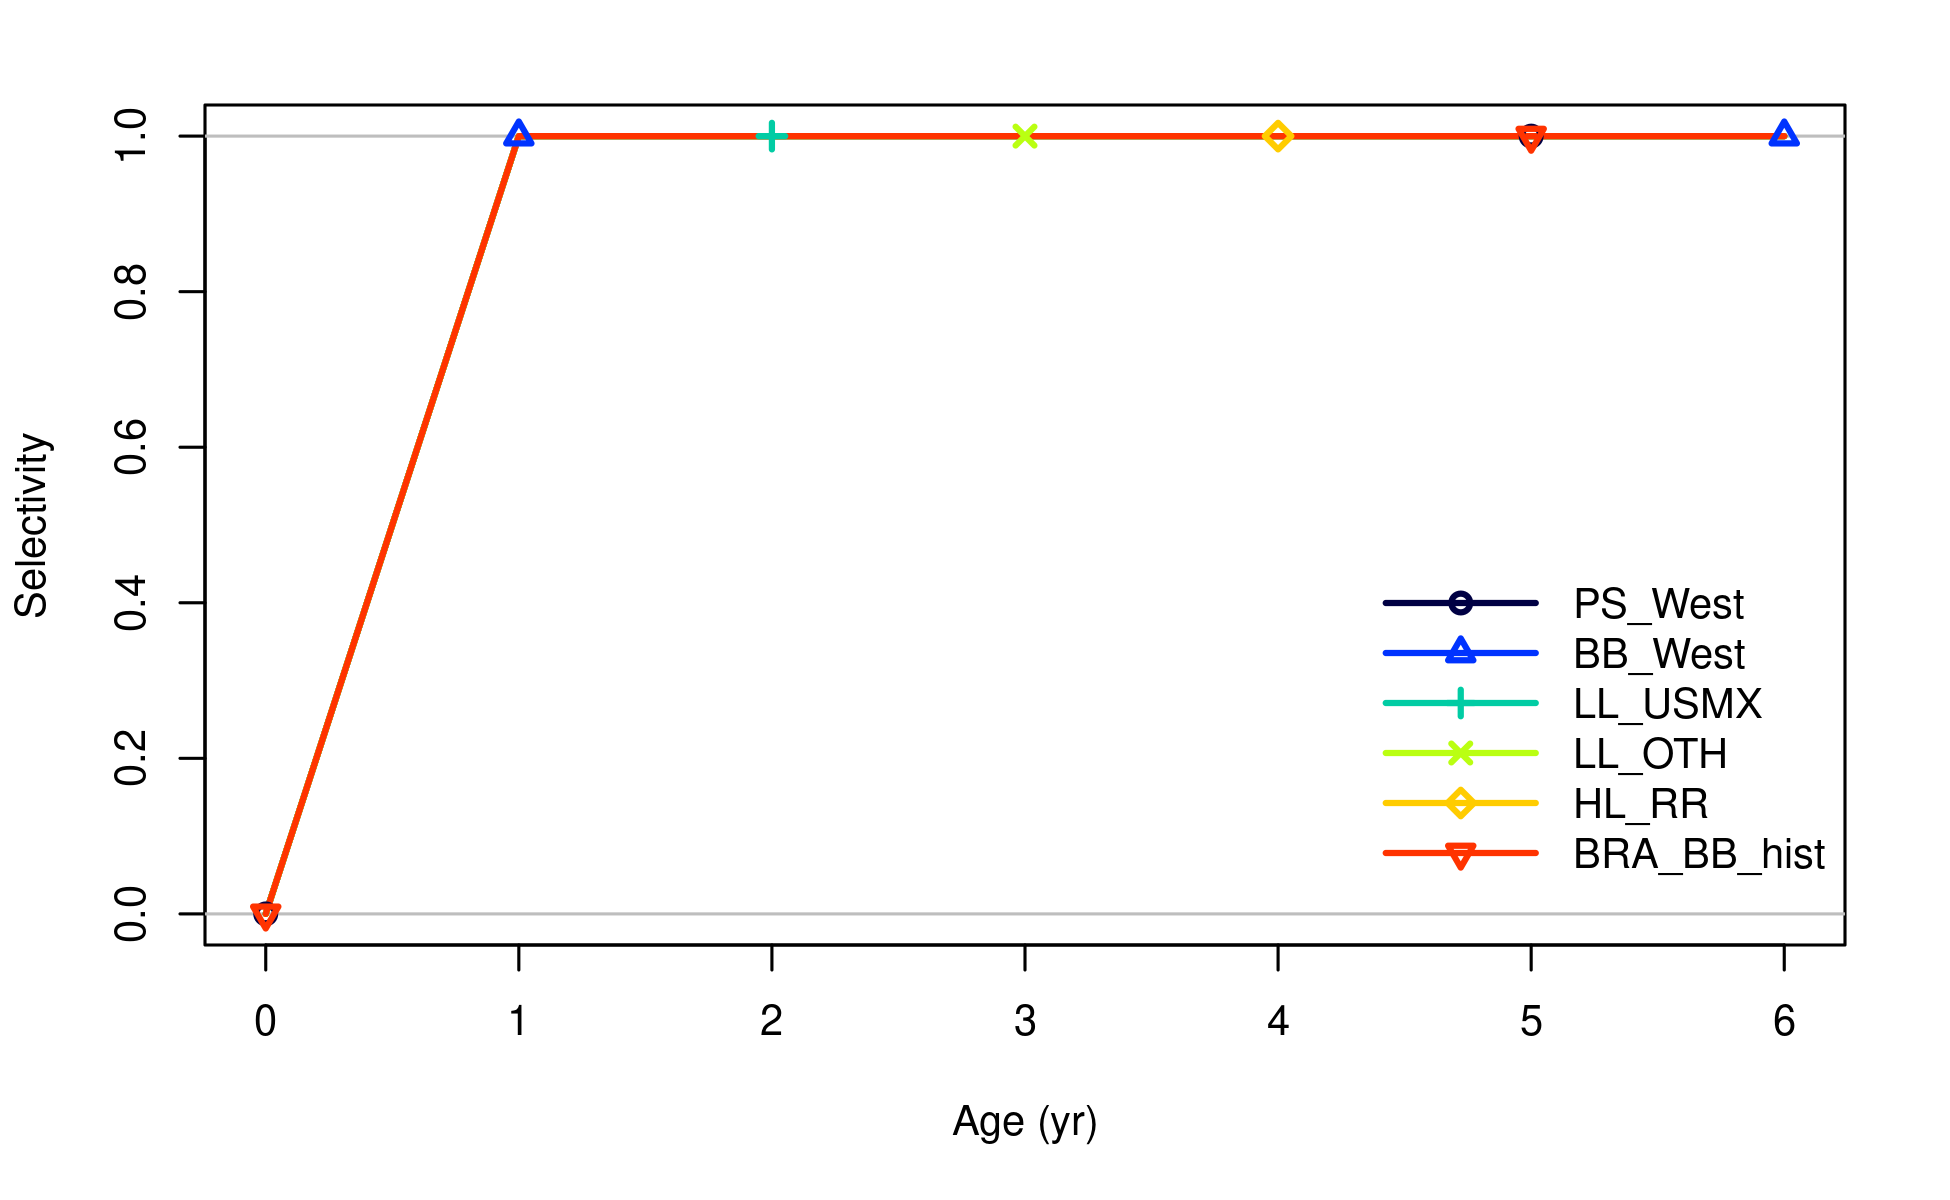 1.0
0.8
0.6
0.4
0.2
0.0
Selectivity
PS_West
BB_West
LL_USMX
LL_OTH
HL_RR
BRA_BB_hist
0 1 2 3 4 5 6
Age (yr)